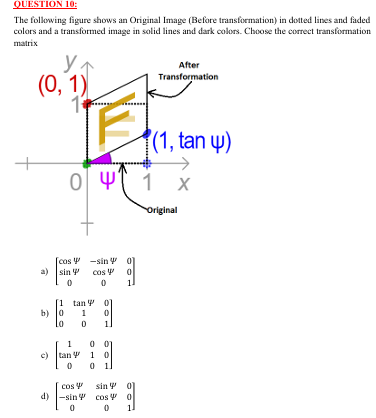 QUESTION 10:
The following figure shows an Original Image (Before transformation) in dotted lines and faded
colors and a transformed image in solid lines and dark colors. Choose the correct transformation
matrix
y
After
Transformation
(0, 1)
1
F
(1, tan ψ)
0 ψ 1 x
Original
a) [cos Ψ −sin Ψ 0]
[sin Ψ cos Ψ 0]
[0 0 1]
b) [1 tan Ψ 0]
[0 1 0]
[0 0 1]
c) [1 0 0]
[tan Ψ 1 0]
[0 0 1]
d) [cos Ψ sin Ψ 0]
[−sin Ψ cos Ψ 0]
[0 0 1]